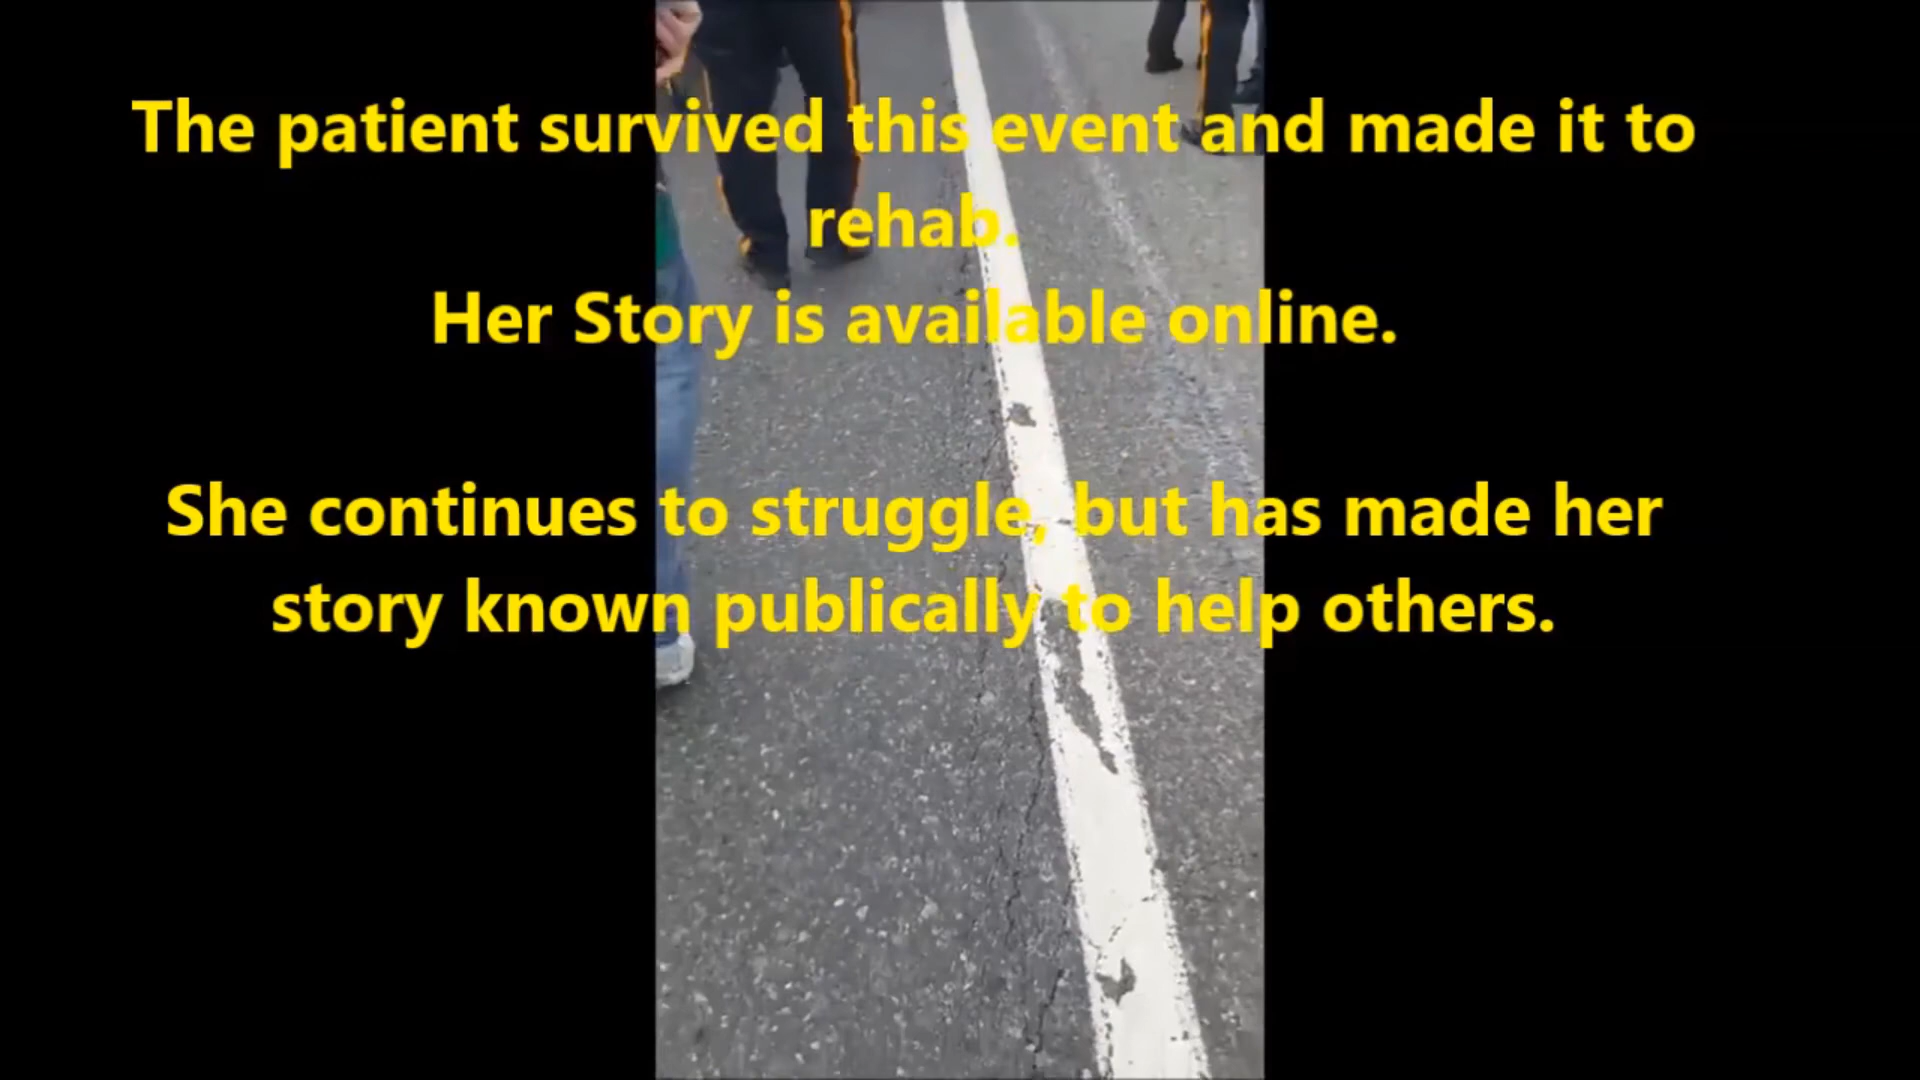 The patient survived this event and made it to
rehab.
Her Story is available online.
She continues to struggle, but has made her
story known publically to help others.